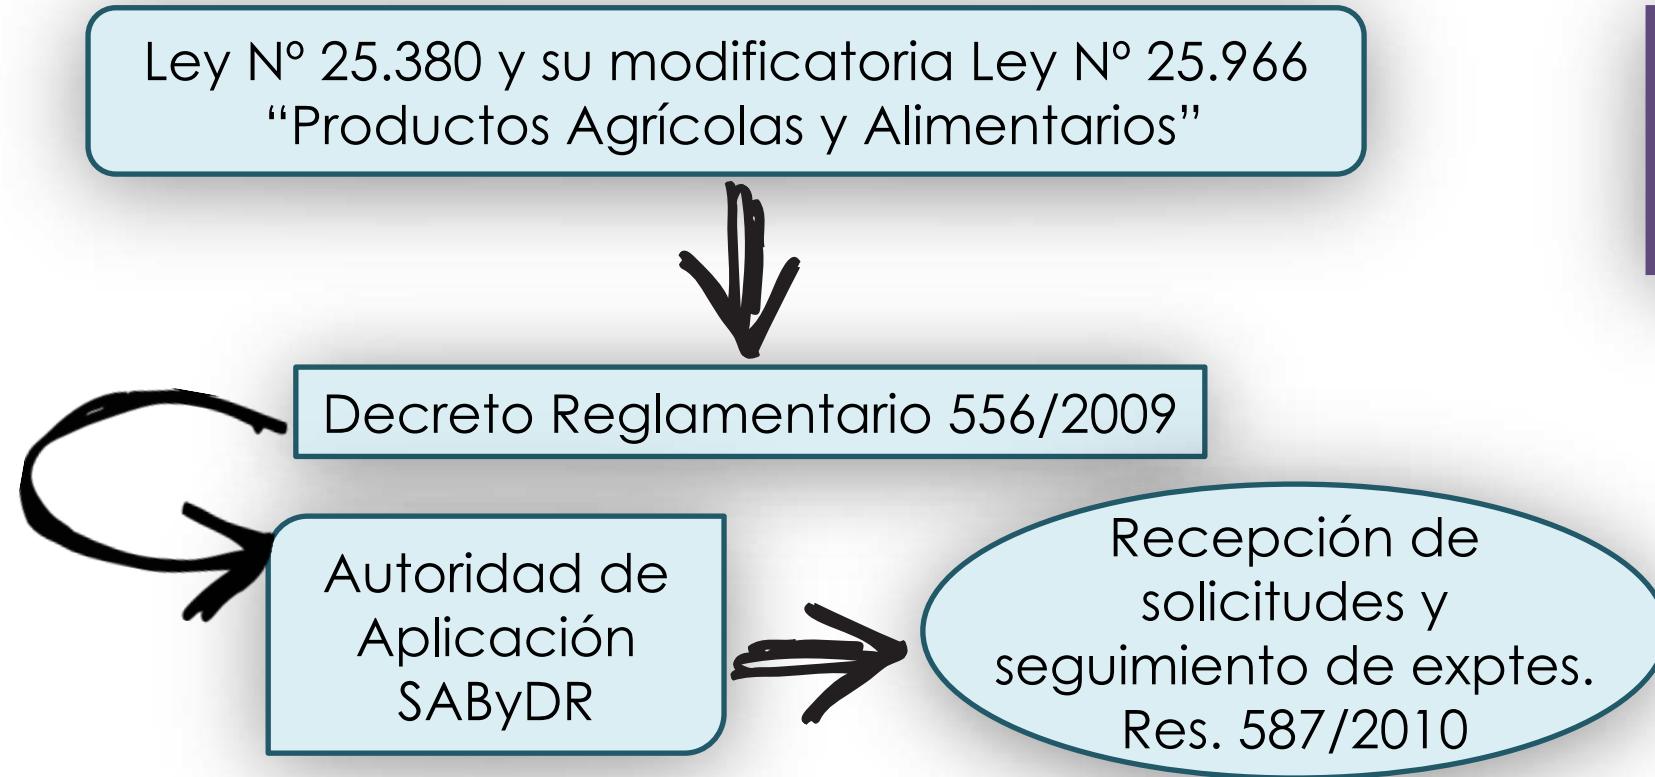 Ley Nº 25.380 y su modificatoria Ley Nº 25.966
“Productos Agrícolas y Alimentarios”
Decreto Reglamentario 556/2009
Autoridad de
Aplicación
SAByDR
Recepción de
solicitudes y
seguimiento de exptes.
Res. 587/2010